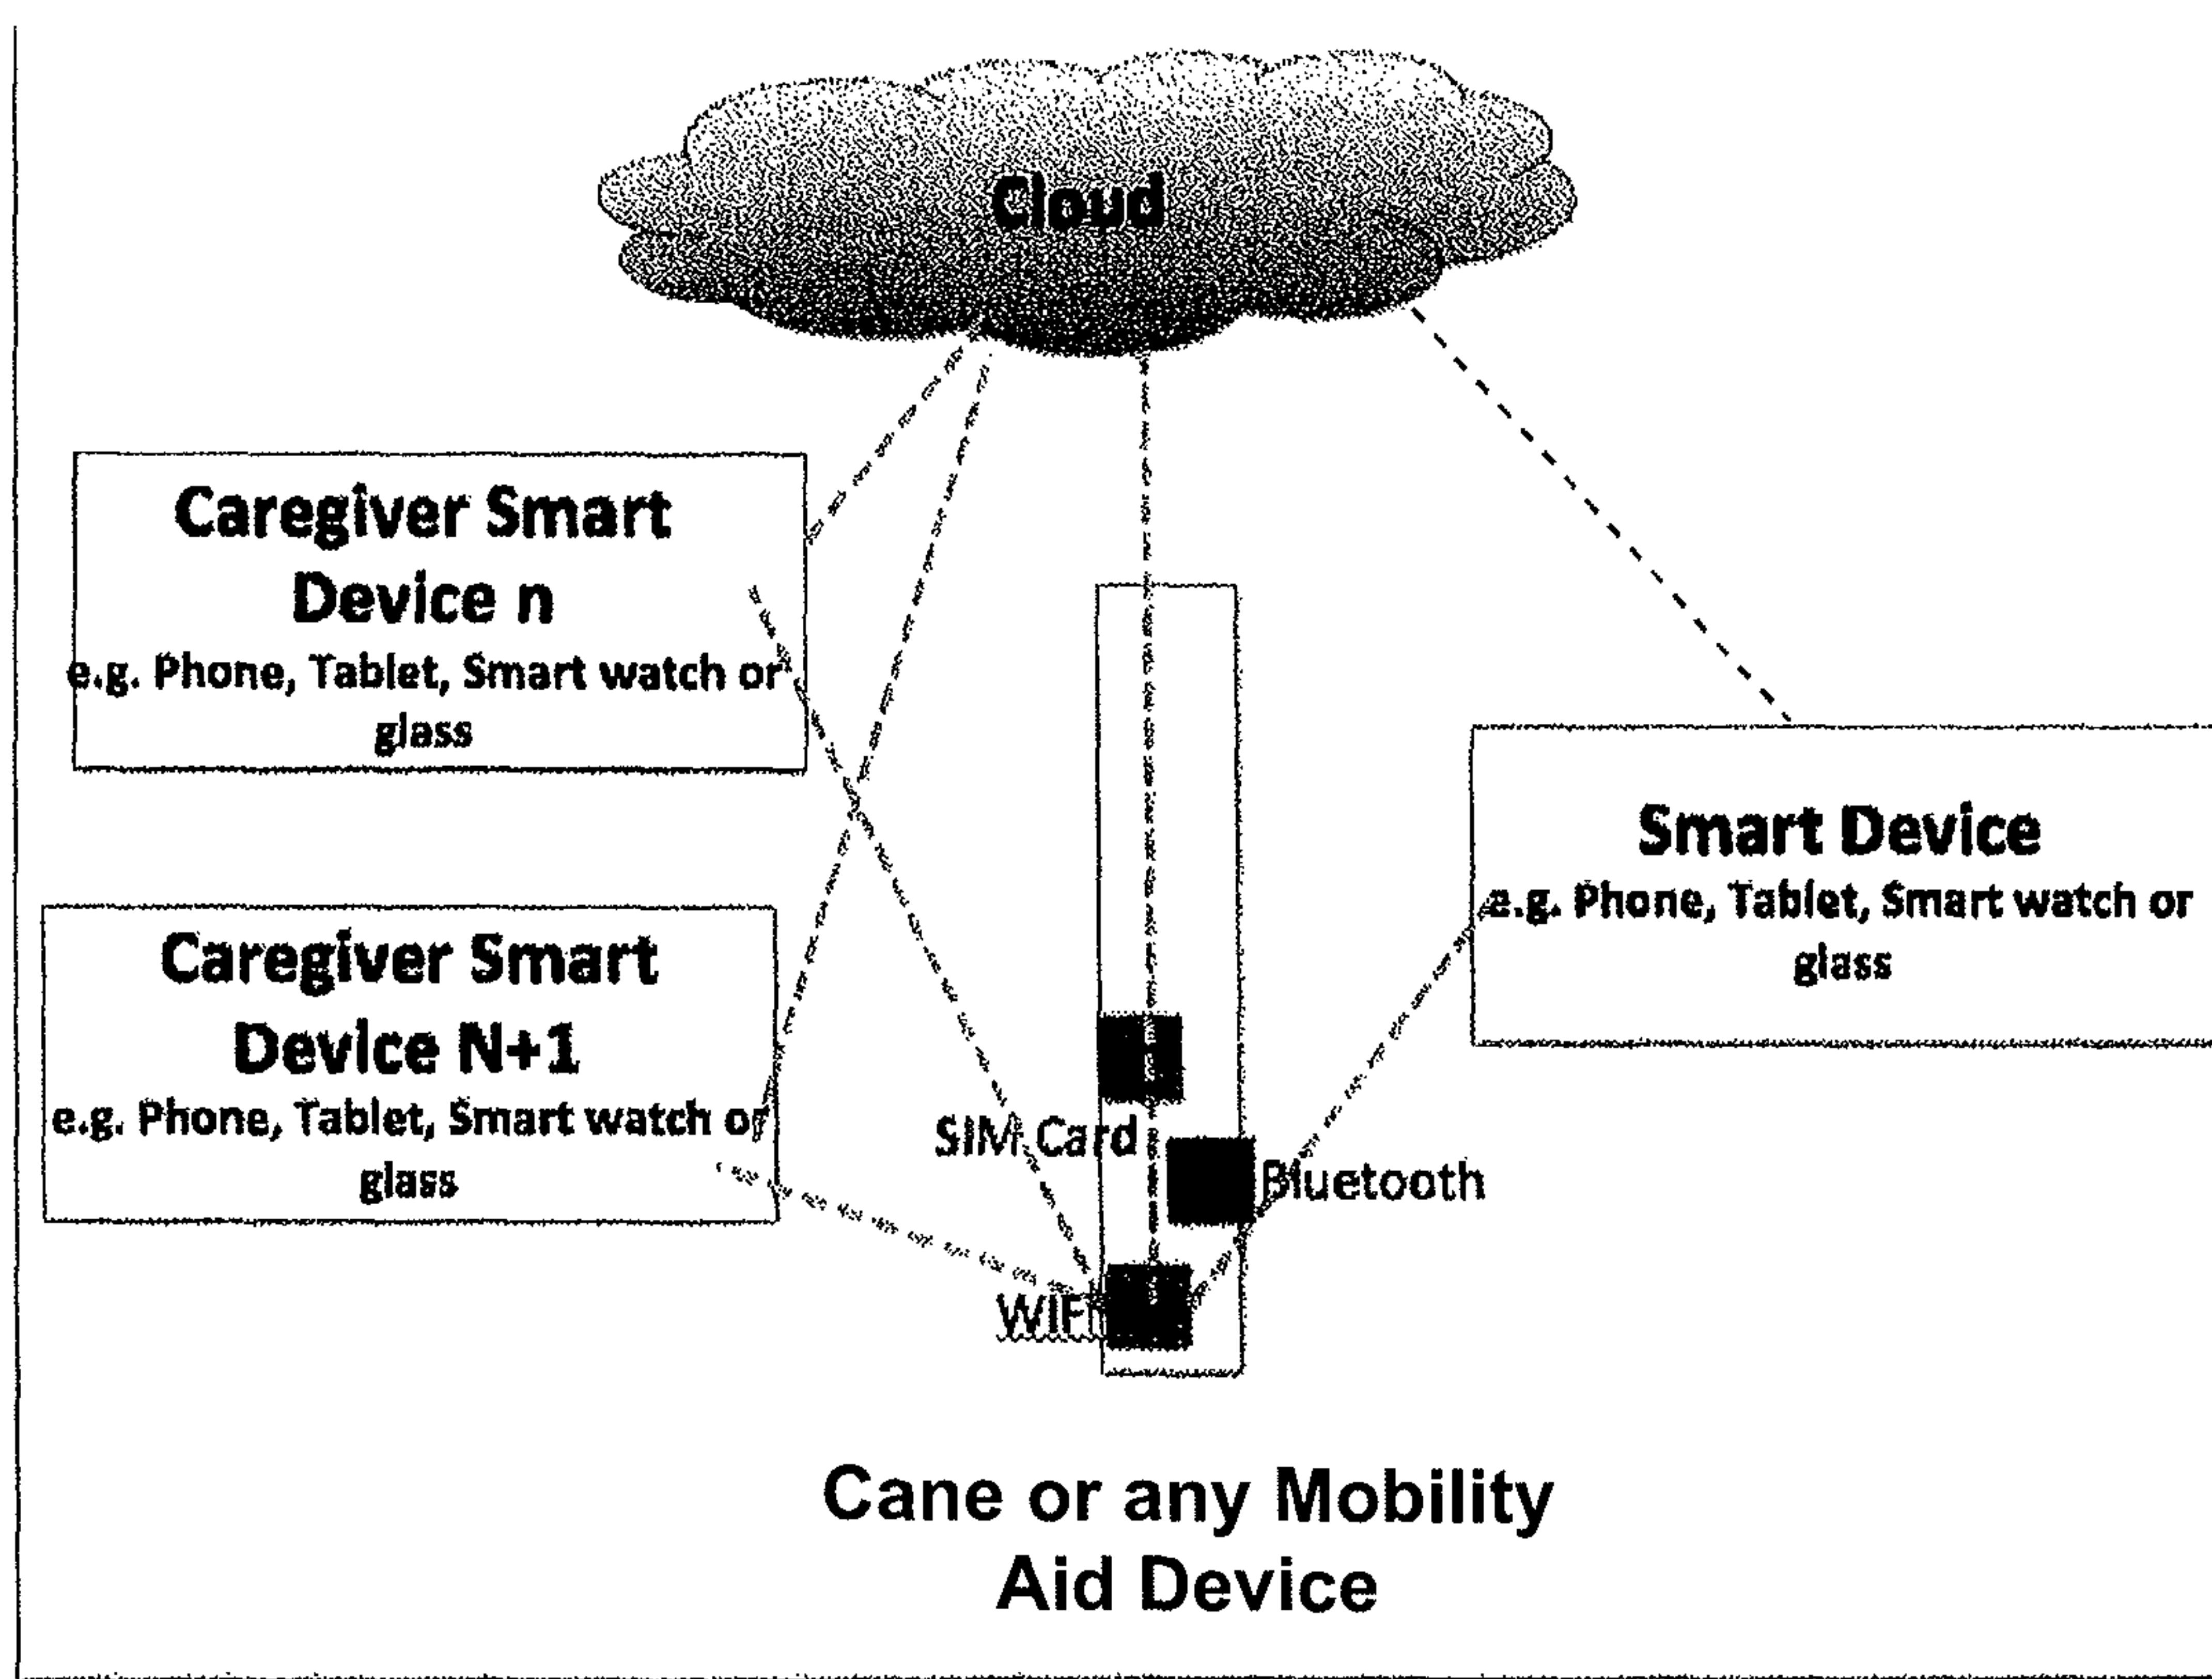 Cloud
Caregiver Smart
Device n
e.g. Phone, Tablet, Smart watch or
glass
Smart Device
e.g. Phone, Tablet, Smart watch or
glass
Caregiver Smart
Device N+1
e.g. Phone, Tablet, Smart watch or
glass
SIM Card
Bluetooth
WIFI
Cane or any Mobility
Aid Device